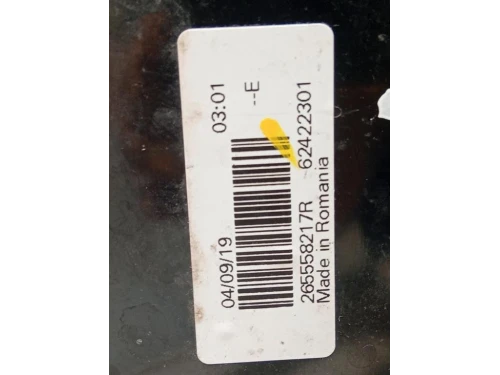 04/09/19 03:01
--E
265558217R 62422301
Made in Romania